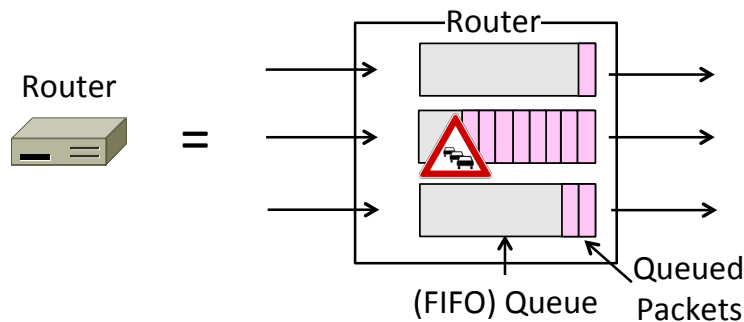 Router
Router
=
(FIFO) Queue
Queued
Packets